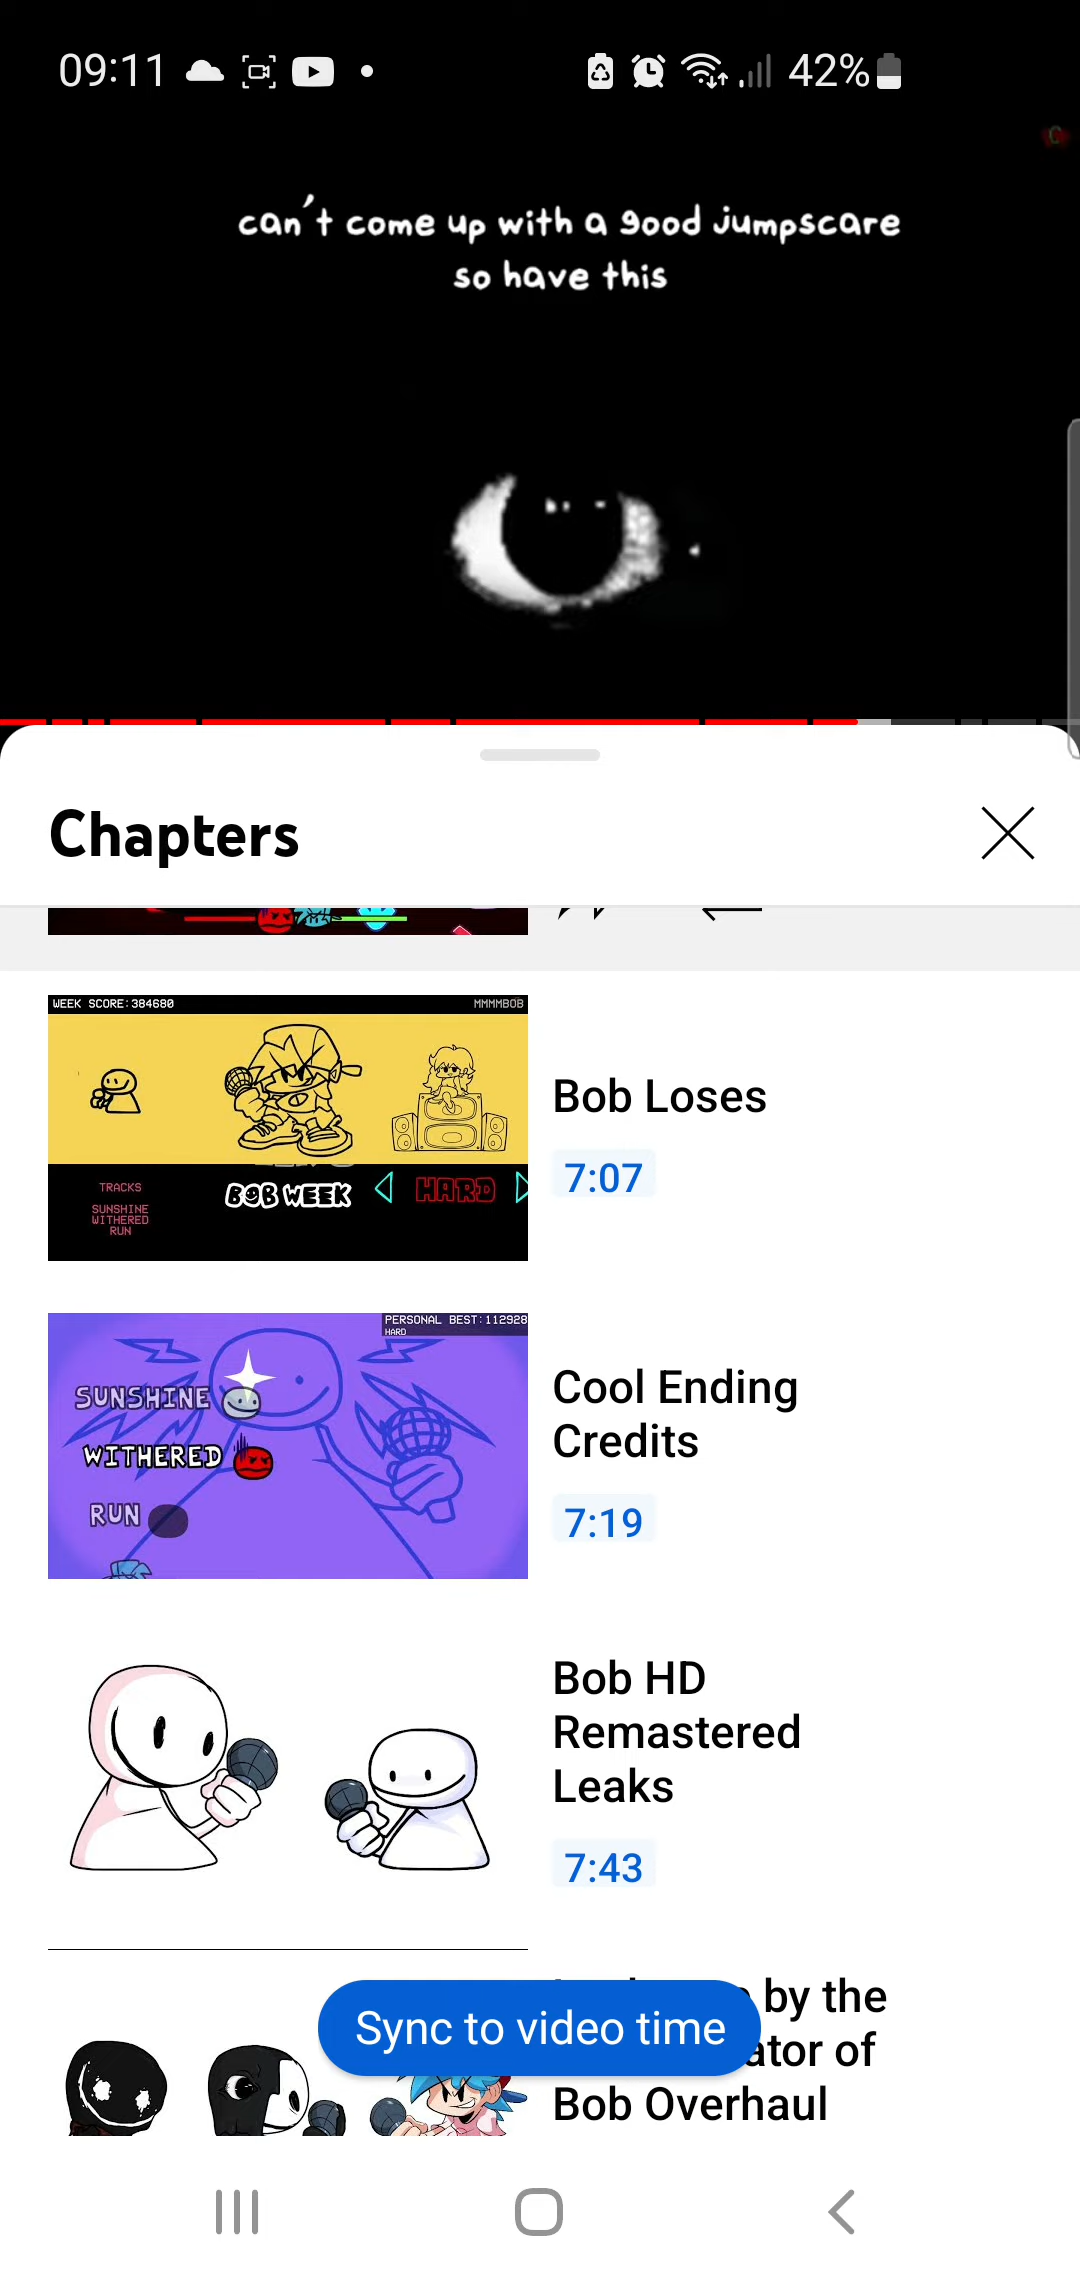 09:11
42%
can't come up with a good jumpscare
so have this
Chapters
WEEK SCORE:384680
MMMMBOB
TRACKS
SUNSHINE
WITHERED
RUN
BOB WEEK
HARD
Bob Loses
7:07
PERSONAL BEST:112928
HARD
SUNSHINE
WITHERED
RUN
Cool Ending
Credits
7:19
Bob HD
Remastered
Leaks
7:43
by the
of
Bob Overhaul
Sync to video time